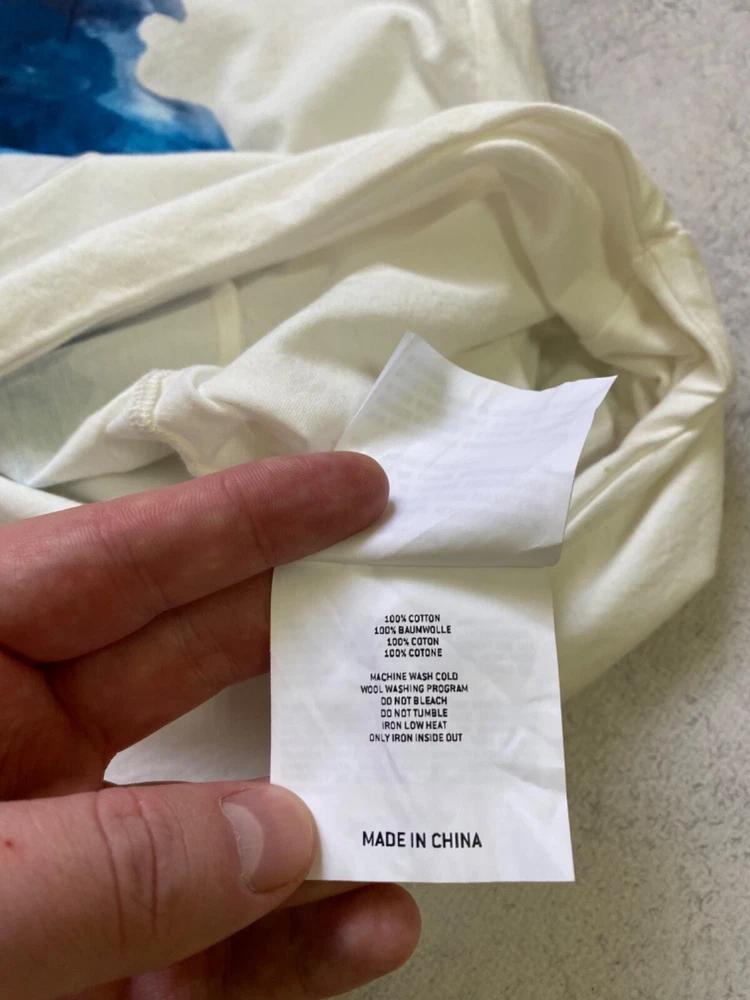 100% COTTON
100% BAUMWOLLE
100% COTON
100% COTONE
MACHINE WASH COLD
WOOL WASHING PROGRAM
DO NOT BLEACH
DO NOT TUMBLE
IRON LOW HEAT
ONLY IRON INSIDE OUT
MADE IN CHINA